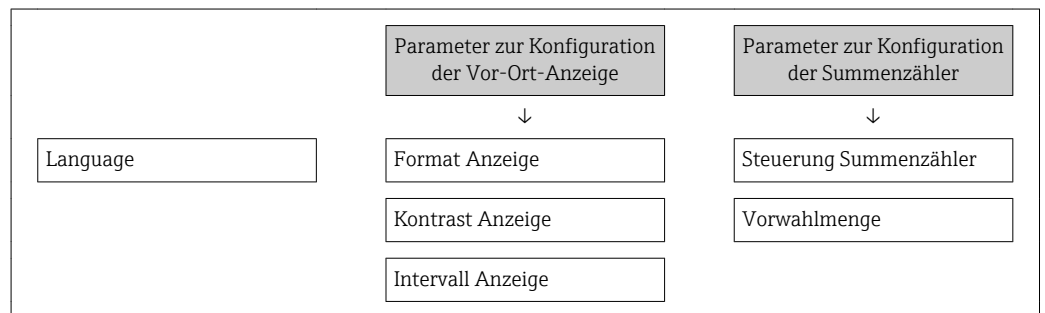 Parameter zur Konfiguration
der Vor-Ort-Anzeige
Parameter zur Konfiguration
der Summenzähler
↓
↓
Language
Format Anzeige
Steuerung Summenzähler
Kontrast Anzeige
Vorwahlmenge
Intervall Anzeige